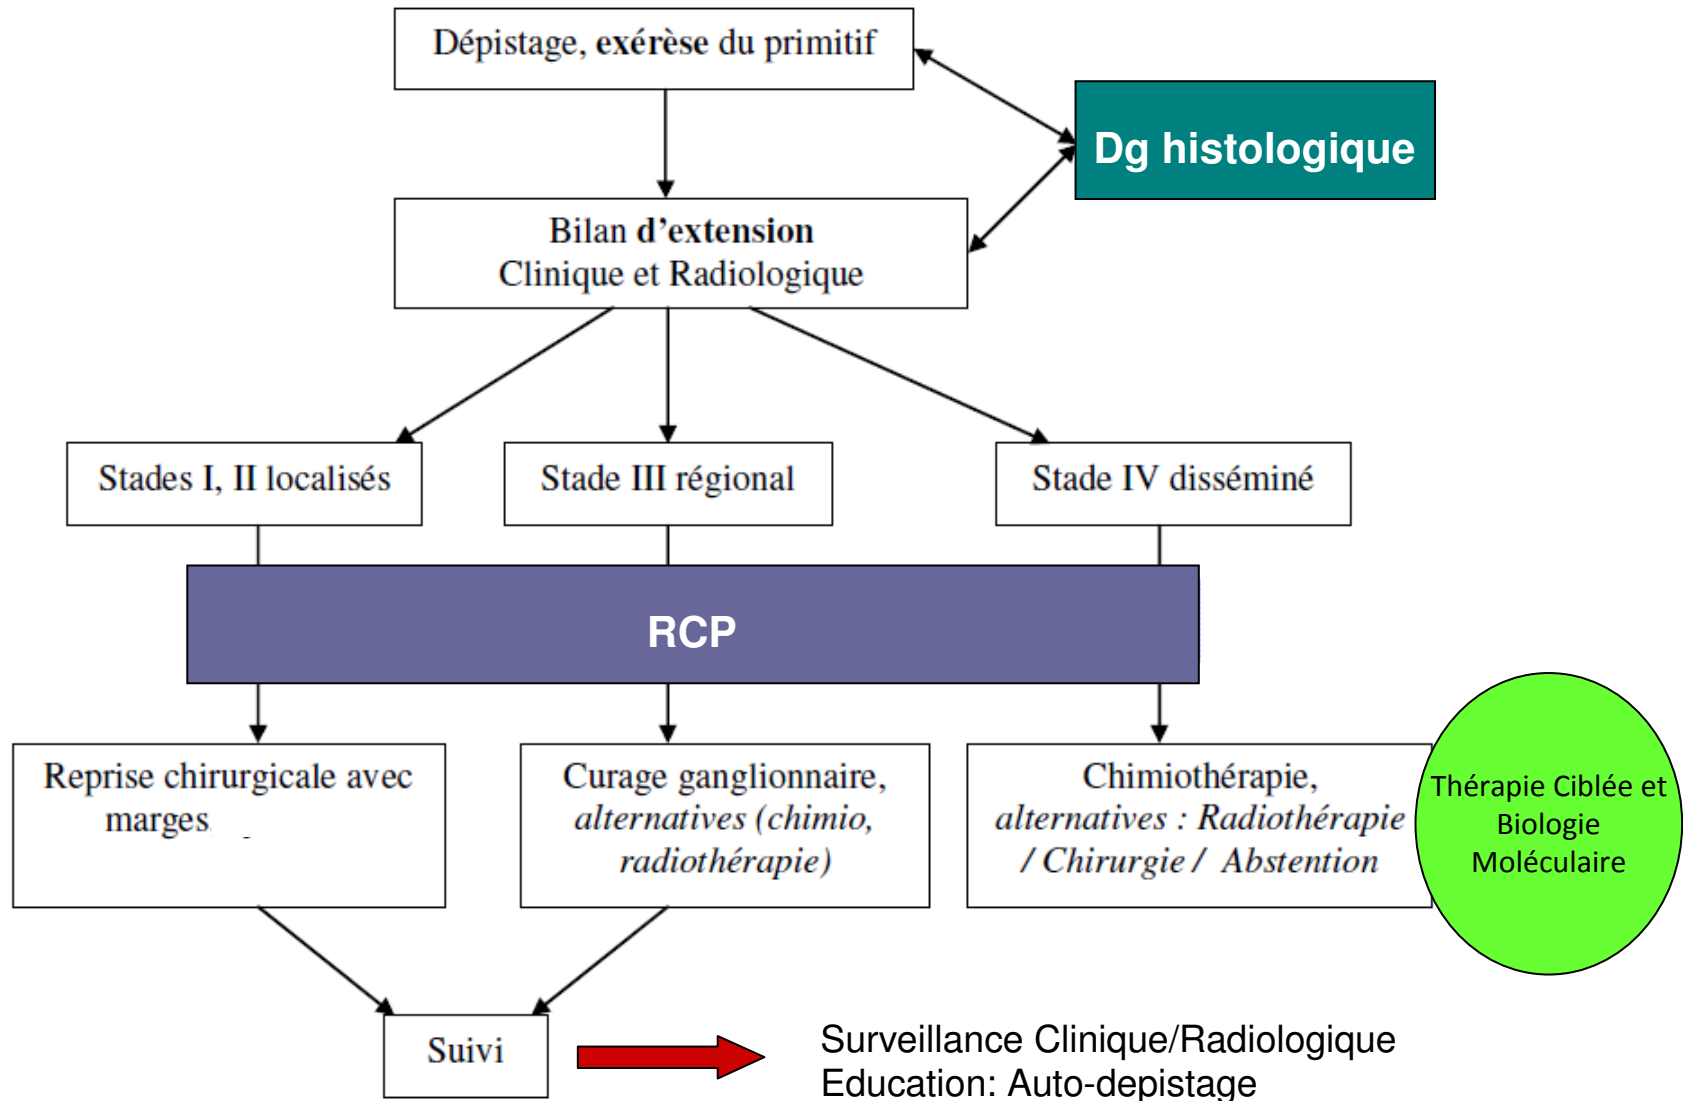 Dépistage, exérèse du primitif
Dg histologique
Bilan d'extension
Clinique et Radiologique
Stades I, II localisés
Stade III régional
Stade IV disséminé
RCP
Reprise chirurgicale avec
marges
Curage ganglionnaire,
alternatives (chimio,
radiothérapie)
Chimiothérapie,
alternatives : Radiothérapie
/ Chirurgie / Abstention
Thérapie Ciblée et
Biologie
Moléculaire
Suivi
Surveillance Clinique/Radiologique
Education: Auto-depistage